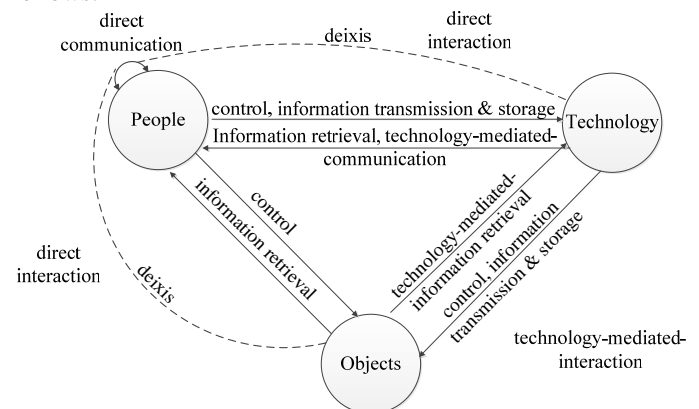 direct
communication
deixis
direct
interaction
People
control, information transmission & storage
Information retrieval, technology-mediated-
communication
Technology
control
information retrieval
technology-mediated-
information retrieval
control, information
transmission & storage
direct
interaction
deixis
technology-mediated-
interaction
Objects